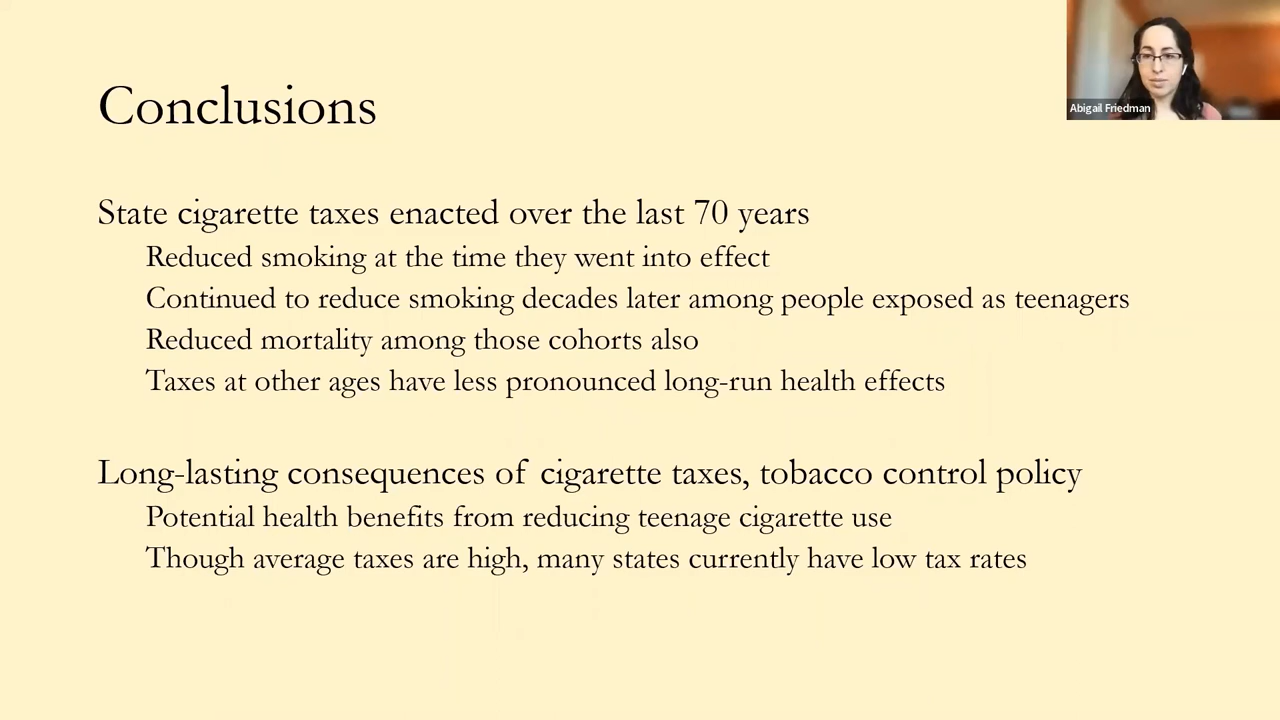 Abigail Friedman
Conclusions
State cigarette taxes enacted over the last 70 years
Reduced smoking at the time they went into effect
Continued to reduce smoking decades later among people exposed as teenagers
Reduced mortality among those cohorts also
Taxes at other ages have less pronounced long-run health effects
Long-lasting consequences of cigarette taxes, tobacco control policy
Potential health benefits from reducing teenage cigarette use
Though average taxes are high, many states currently have low tax rates